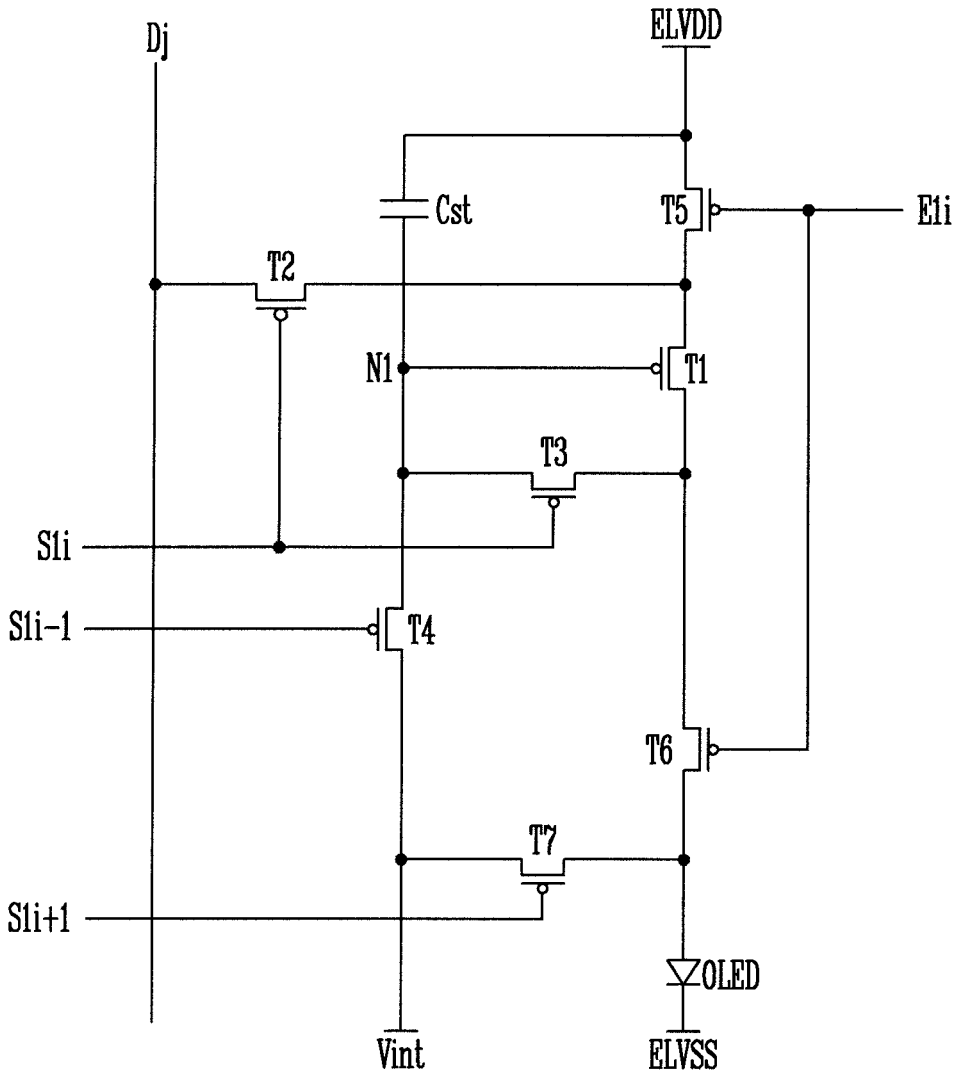 Dj
ELVDD
Cst
T5
E1i
T2
N1
T1
T3
S1i
S1i-1
T4
T6
T7
S1i+1
OLED
Vint
ELVSS